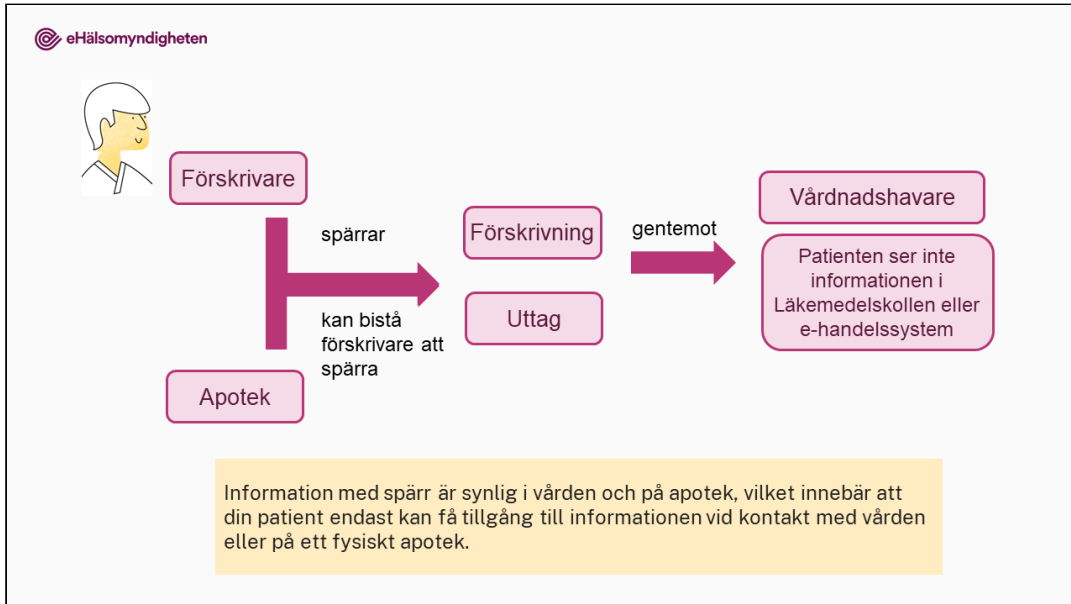 eHälsomyndigheten
Förskrivare
spärrar
kan bistå
förskrivare att
spärra
Apotek
Förskrivning
Uttag
gentemot
Vårdnadshavare
Patienten ser inte
informationen i
Läkemedelskollen eller
e-handelssystem
Information med spärr är synlig i vården och på apotek, vilket innebär att
din patient endast kan få tillgång till informationen vid kontakt med vården
eller på ett fysiskt apotek.